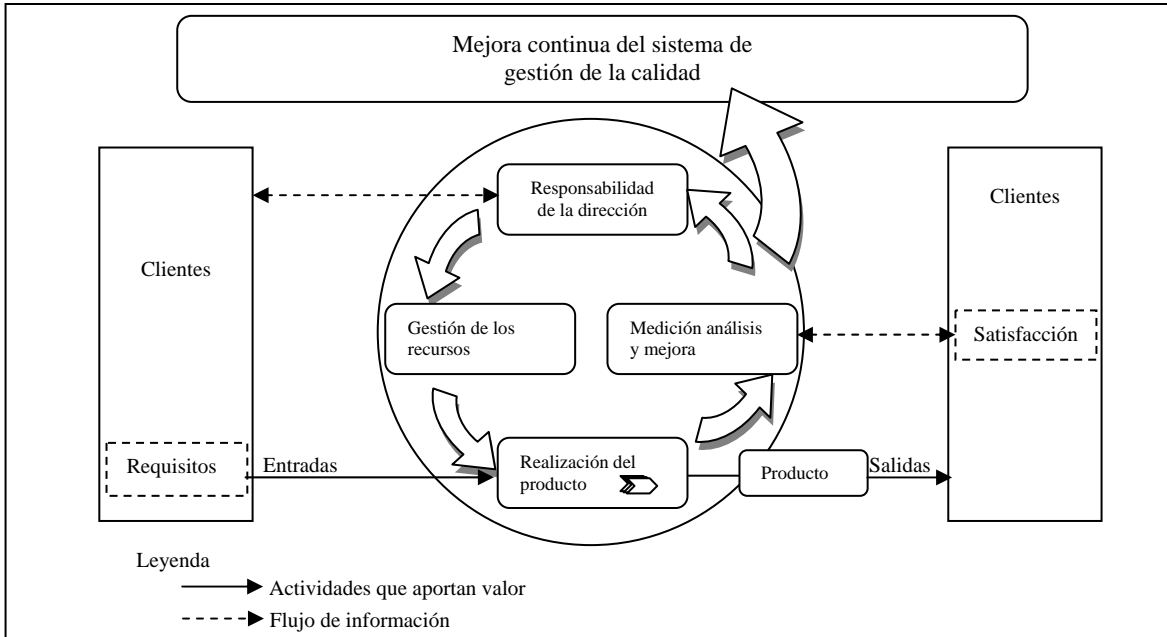 Mejora continua del sistema de
gestión de la calidad
Responsabilidad
de la dirección
Clientes
Clientes
Gestión de los
recursos
Medición análisis
y mejora
Satisfacción
Requisitos
Entradas
Realización del
producto
Producto
Salidas
Leyenda
Actividades que aportan valor
Flujo de información